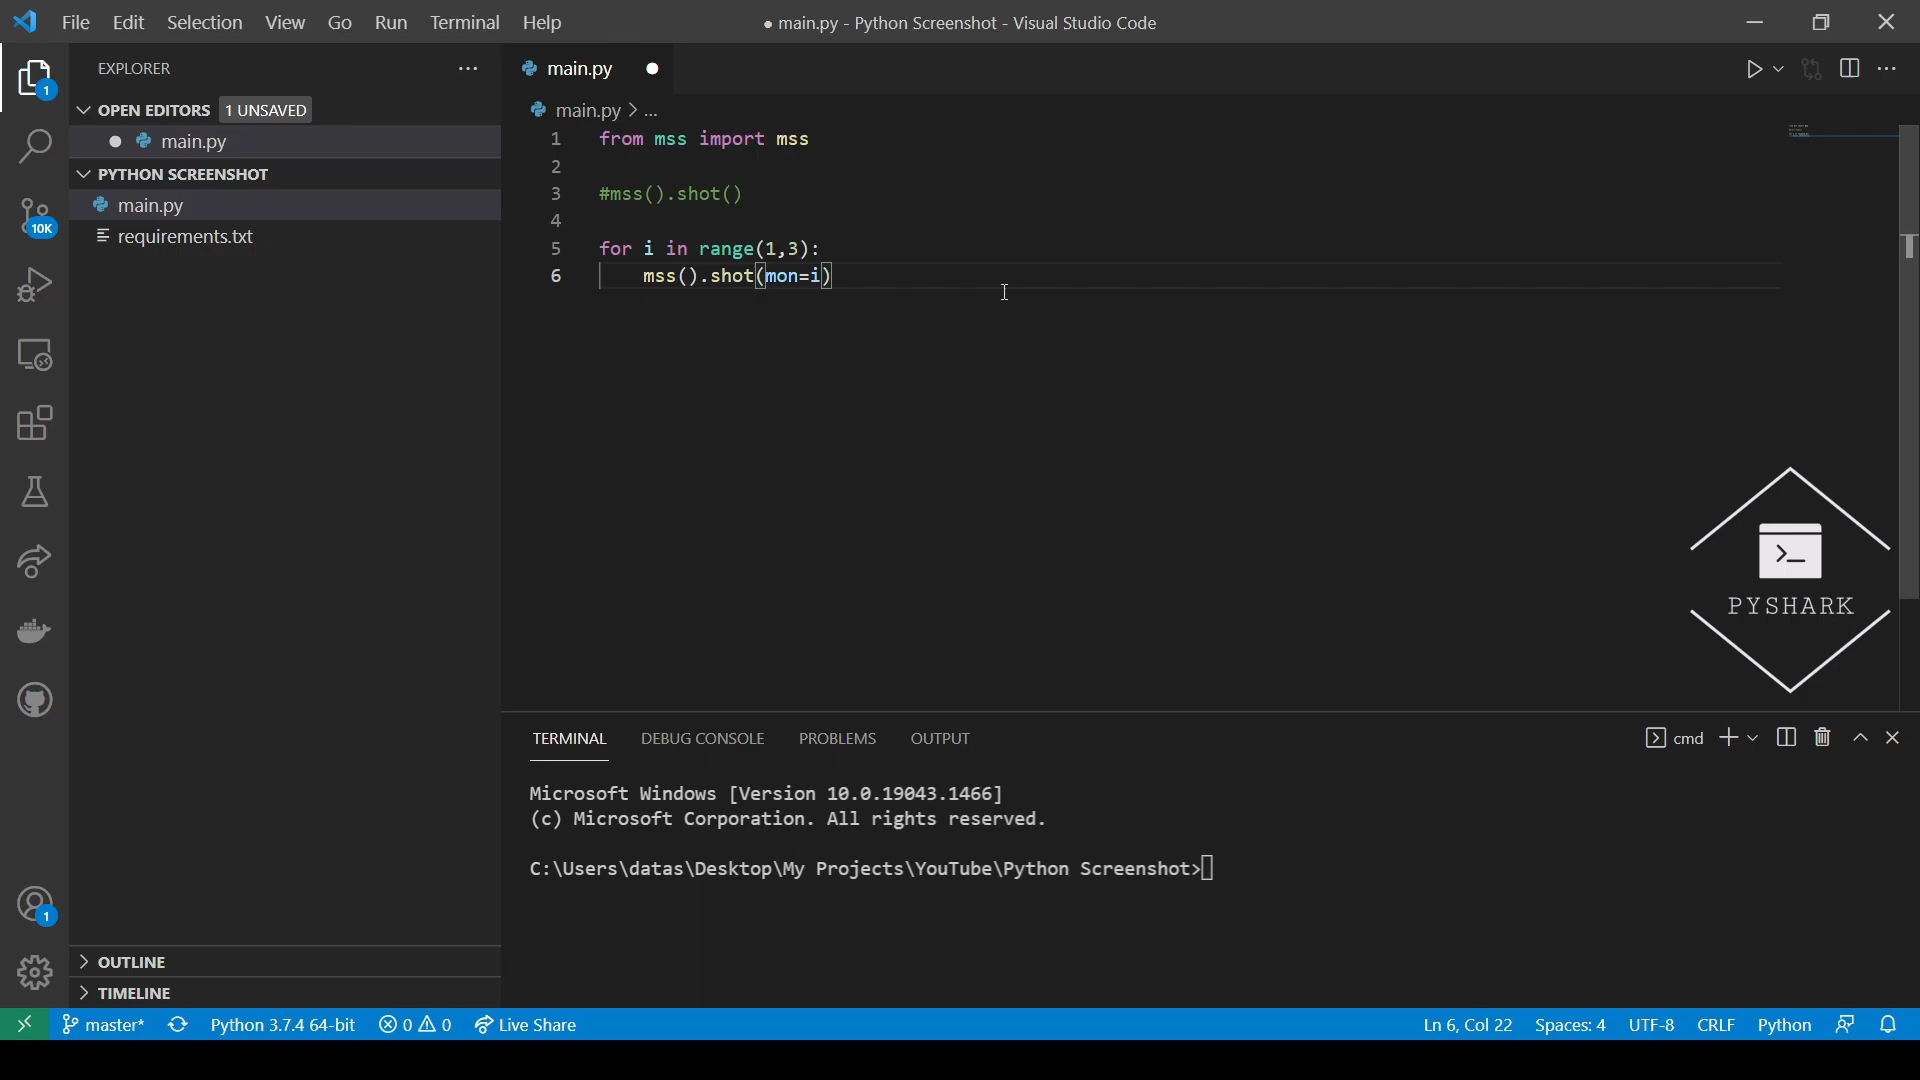 File Edit Selection View Go Run Terminal Help
● main.py - Python Screenshot - Visual Studio Code
EXPLORER
OPEN EDITORS 1 UNSAVED
main.py
PYTHON SCREENSHOT
main.py
requirements.txt
OUTLINE
TIMELINE
1
10K
1
main.py
main.py > ...
1 from mss import mss
2
3 #mss().shot()
4
5 for i in range(1,3):
6 mss().shot(mon=i)
>_
PYSHARK
TERMINAL DEBUG CONSOLE PROBLEMS OUTPUT
cmd
Microsoft Windows [Version 10.0.19043.1466]
(c) Microsoft Corporation. All rights reserved.
C:\Users\datas\Desktop\My Projects\YouTube\Python Screenshot>
master* Python 3.7.4 64-bit 0 0 Live Share
Ln 6, Col 22 Spaces: 4 UTF-8 CRLF Python